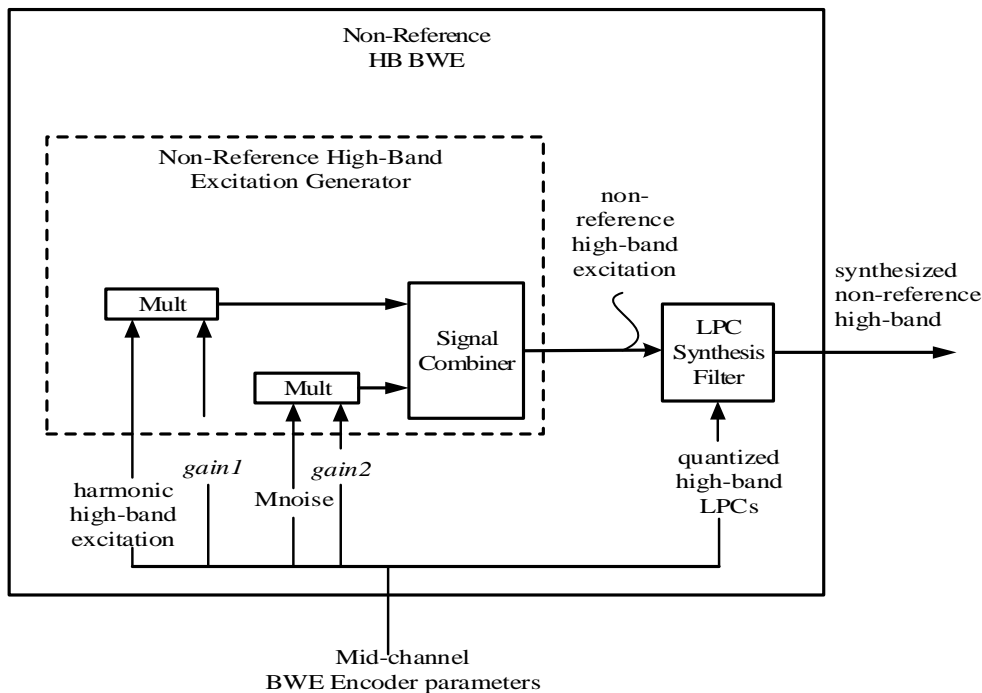 Non-Reference
HB BWE
Non-Reference High-Band
Excitation Generator
non-
reference
high-band
excitation
synthesized
non-reference
high-band
Mult
Signal
Combiner
LPC
Synthesis
Filter
Mult
gain1
gain2
harmonic
high-band
excitation
Mnoise
quantized
high-band
LPCs
Mid-channel
BWE Encoder parameters